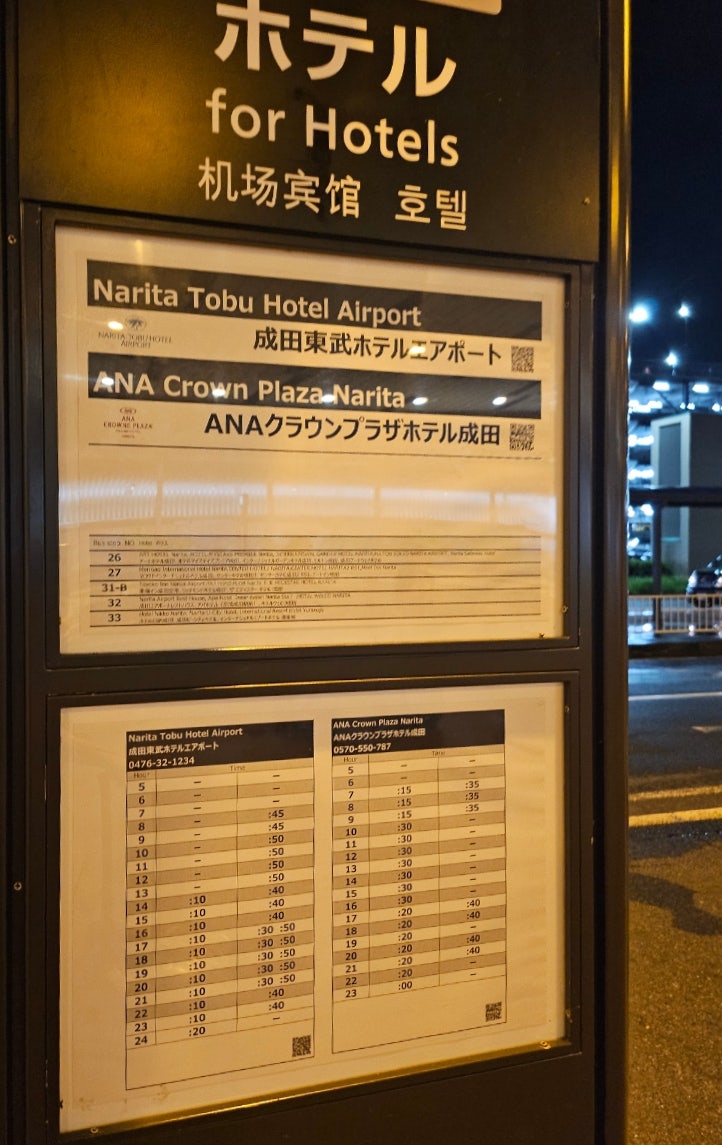 ホテル
for Hotels
机场宾馆 호텔
Narita Tobu Hotel Airport
NARITA TOBU HOTEL
AIRPORT
成田東武ホテルエアポート
ANA Crown Plaza Narita
ANA
CROWNE PLAZA
ANAクラウンプラザホテル成田
26
27
31-B
32
33
Narita Tobu Hotel Airport
成田東武ホテルエアポート
0476-32-1234
Hour Time
5 – –
6 – –
7 – –
8 – :45
9 – :45
10 – :50
11 – :50
12 – :50
13 – :50
14 :10 :40
15 :10 :40
16 :10 :40
17 :10 :30 :50
18 :10 :30 :50
19 :10 :30 :50
20 :10 :30 :50
21 :10 :30 :50
22 :10 :40
23 :10 :40
24 :20 –
ANA Crown Plaza Narita
ANAクラウンプラザホテル成田
0570-550-787
Hour Time
5 – –
6 – –
7 :15 :35
8 :15 :35
9 :15 :35
10 :30 –
11 :30 –
12 :30 –
13 :30 –
14 :30 –
15 :30 –
16 :30 –
17 :20 :40
18 :20 :40
19 :20 –
20 :20 :40
21 :20 :40
22 :20 –
23 :00 –